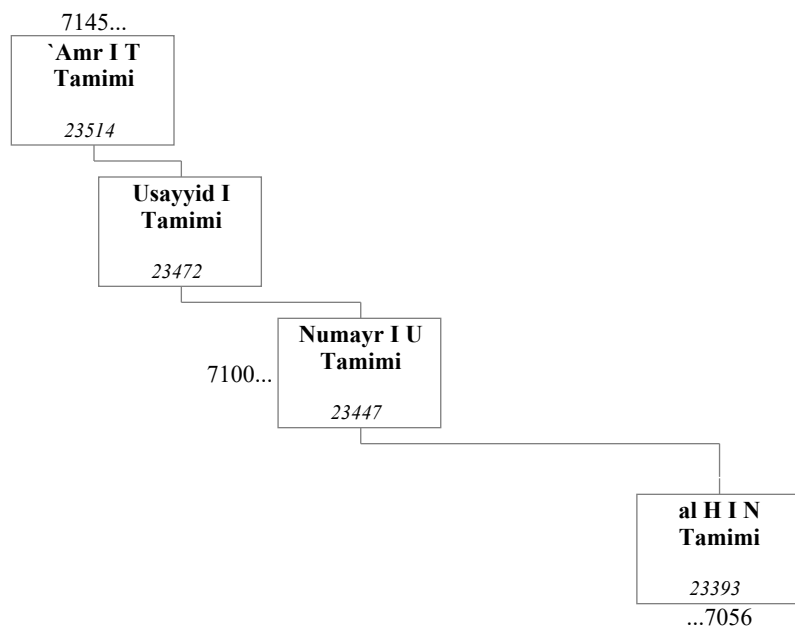 7145...
`Amr I T
Tamimi
23514
Usayyid I
Tamimi
23472
Numayr I U
Tamimi
7100...
23447
al H I N
Tamimi
23393
...7056